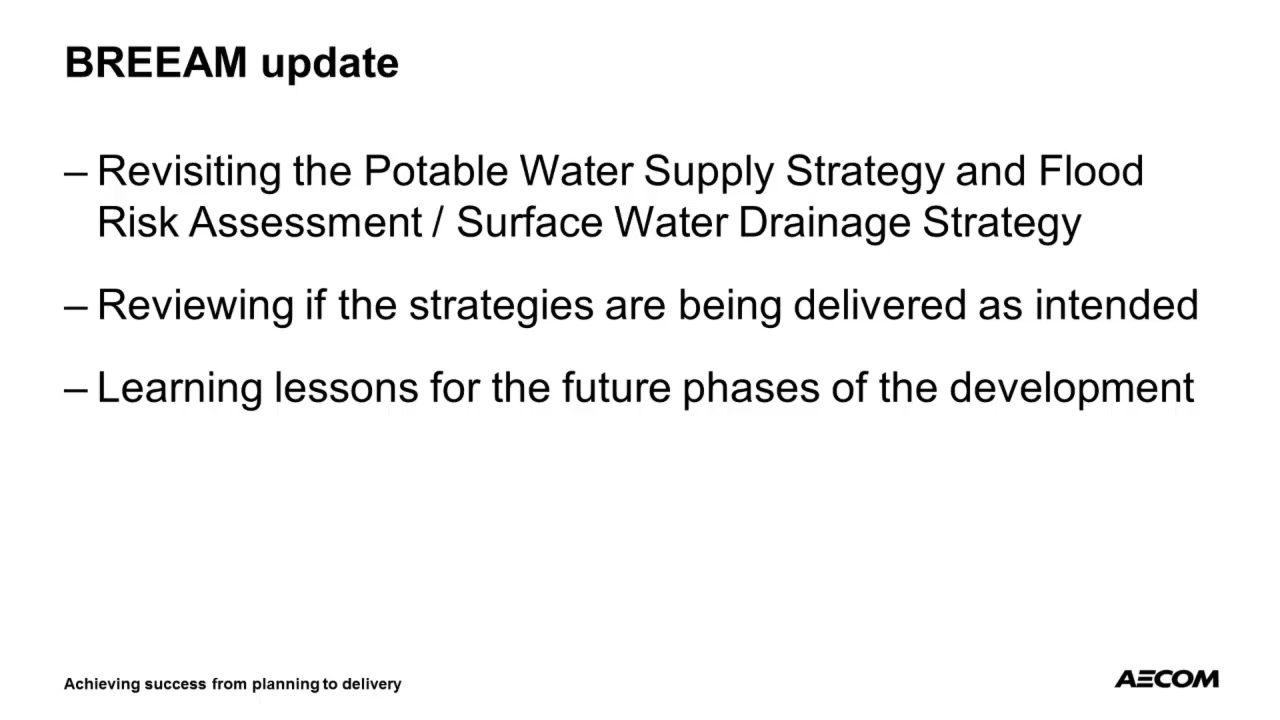 BREEAM update
– Revisiting the Potable Water Supply Strategy and Flood
Risk Assessment / Surface Water Drainage Strategy
– Reviewing if the strategies are being delivered as intended
– Learning lessons for the future phases of the development
Achieving success from planning to delivery
AECOM